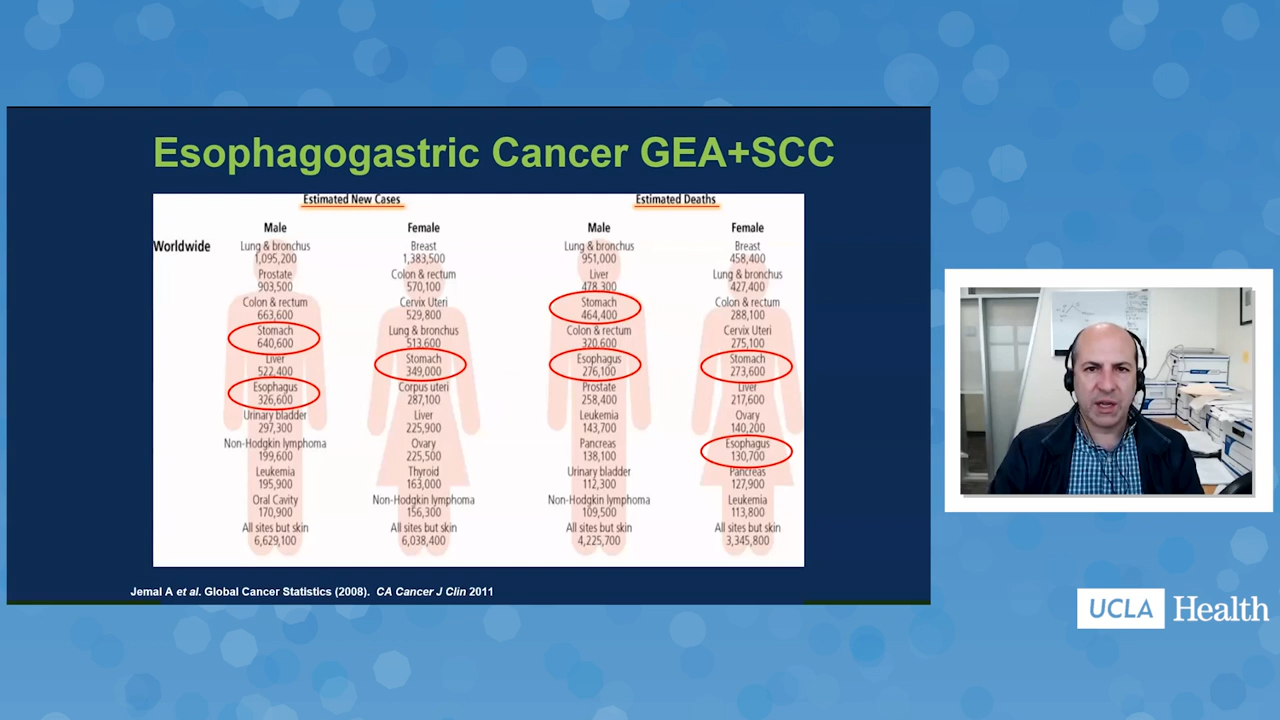 Esophagogastric Cancer GEA+SCC
Estimated New Cases
Estimated Deaths
Male
Female
Male
Female
Worldwide
Lung & bronchus
1,095,200
Prostate
903,500
Colon & rectum
663,600
Stomach
640,600
Liver
522,400
Esophagus
326,600
Urinary bladder
297,300
Non-Hodgkin lymphoma
199,600
Leukemia
195,900
Oral Cavity
170,900
All sites but skin
6,629,100
Breast
1,383,500
Colon & rectum
570,100
Cervix Uteri
529,800
Lung & bronchus
513,600
Stomach
349,000
Corpus uteri
287,100
Liver
225,900
Ovary
225,500
Thyroid
163,000
Non-Hodgkin lymphoma
156,300
All sites but skin
6,038,400
Lung & bronchus
951,000
Liver
478,300
Stomach
464,400
Colon & rectum
320,600
Esophagus
276,100
Prostate
258,400
Leukemia
143,700
Pancreas
138,100
Urinary bladder
112,300
Non-Hodgkin lymphoma
109,500
All sites but skin
4,225,700
Breast
458,400
Lung & bronchus
427,400
Colon & rectum
288,100
Cervix Uteri
275,100
Stomach
273,600
Liver
217,600
Ovary
140,200
Esophagus
130,700
Pancreas
127,900
Leukemia
113,800
All sites but skin
3,345,800
Jemal A et al. Global Cancer Statistics (2008). CA Cancer J Clin 2011
UCLA Health